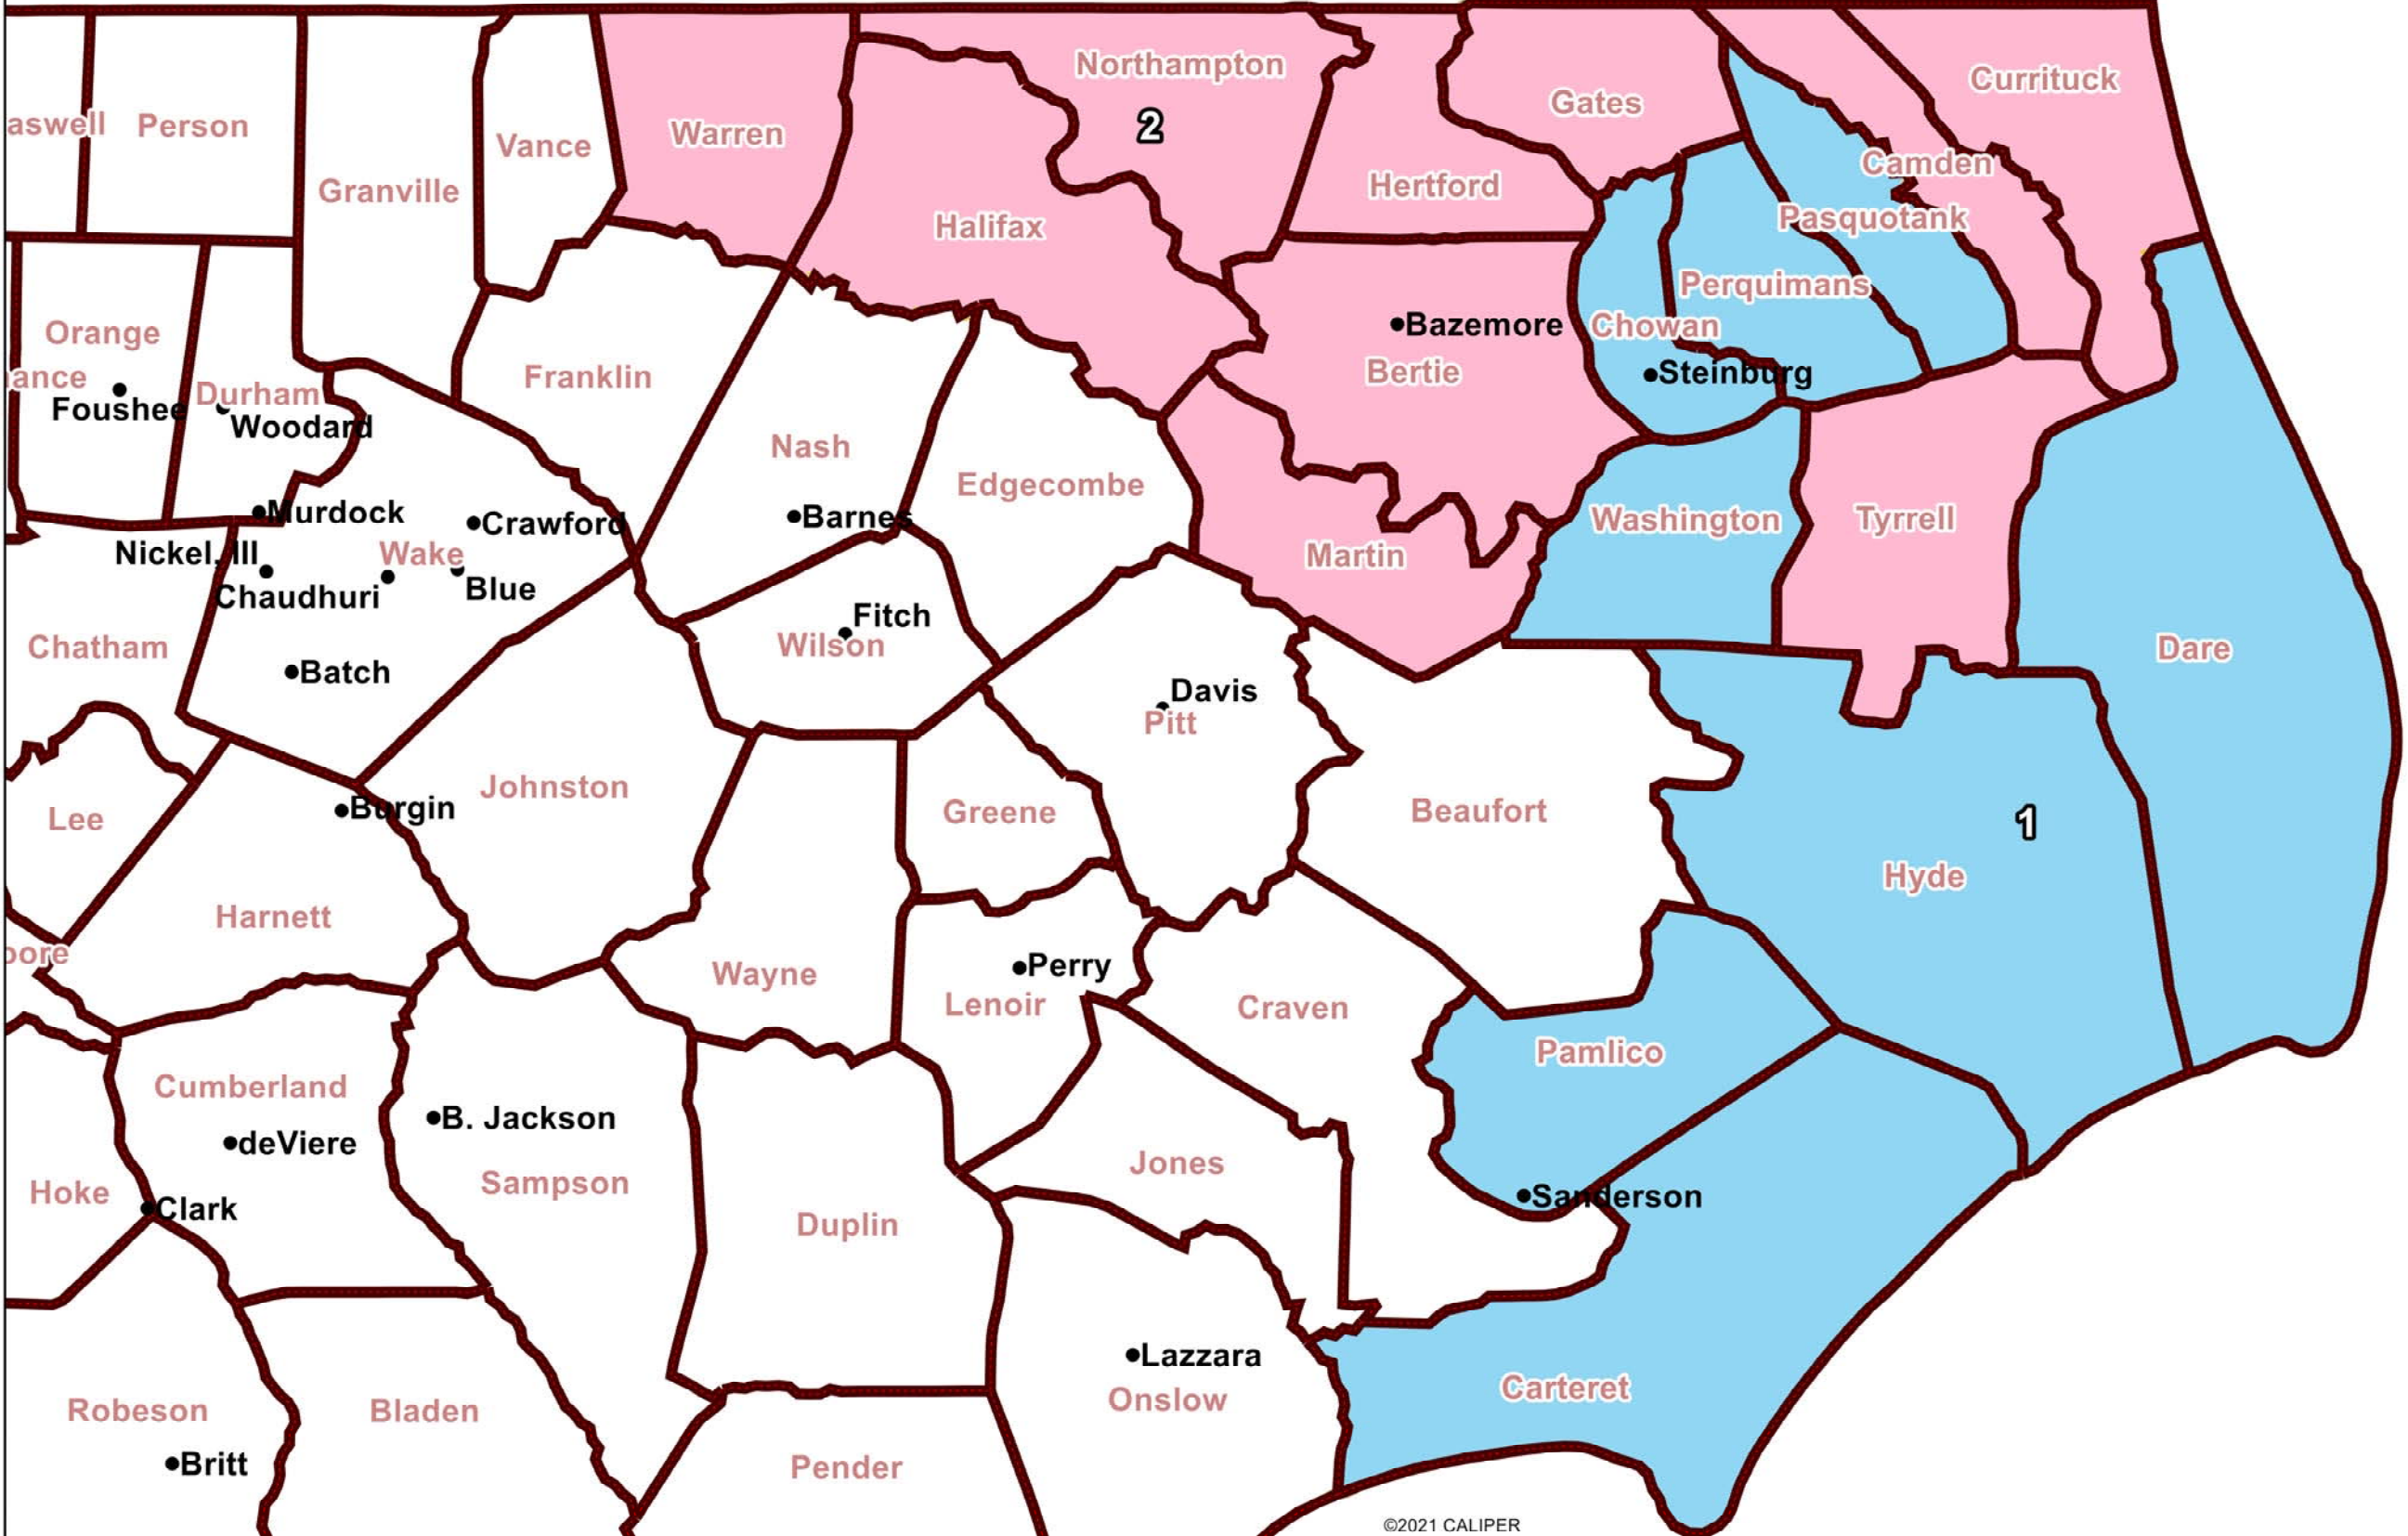 Northampton
Currituck
Gates
2
aswell
Person
Warren
Vance
Camden
Hertford
Granville
Pasquotank
Halifax
Perquimans
Bazemore
Chowan
Orange
Bertie
Steinburg
ance
Franklin
Durham
Foushee
Woodard
Nash
Edgecombe
Murdock
Crawford
Barnes
Washington
Tyrrell
Nickel, III
Wake
Martin
Chaudhuri
Blue
Fitch
Chatham
Wilson
Dare
Batch
Davis
Pitt
Johnston
Burgin
Lee
Greene
Beaufort
1
Hyde
Harnett
oore
Perry
Wayne
Lenoir
Craven
Pamlico
Cumberland
B. Jackson
deViere
Jones
Sampson
Hoke
Sanderson
Clark
Duplin
Lazzara
Carteret
Onslow
Robeson
Bladen
Britt
Pender
©2021 CALIPER